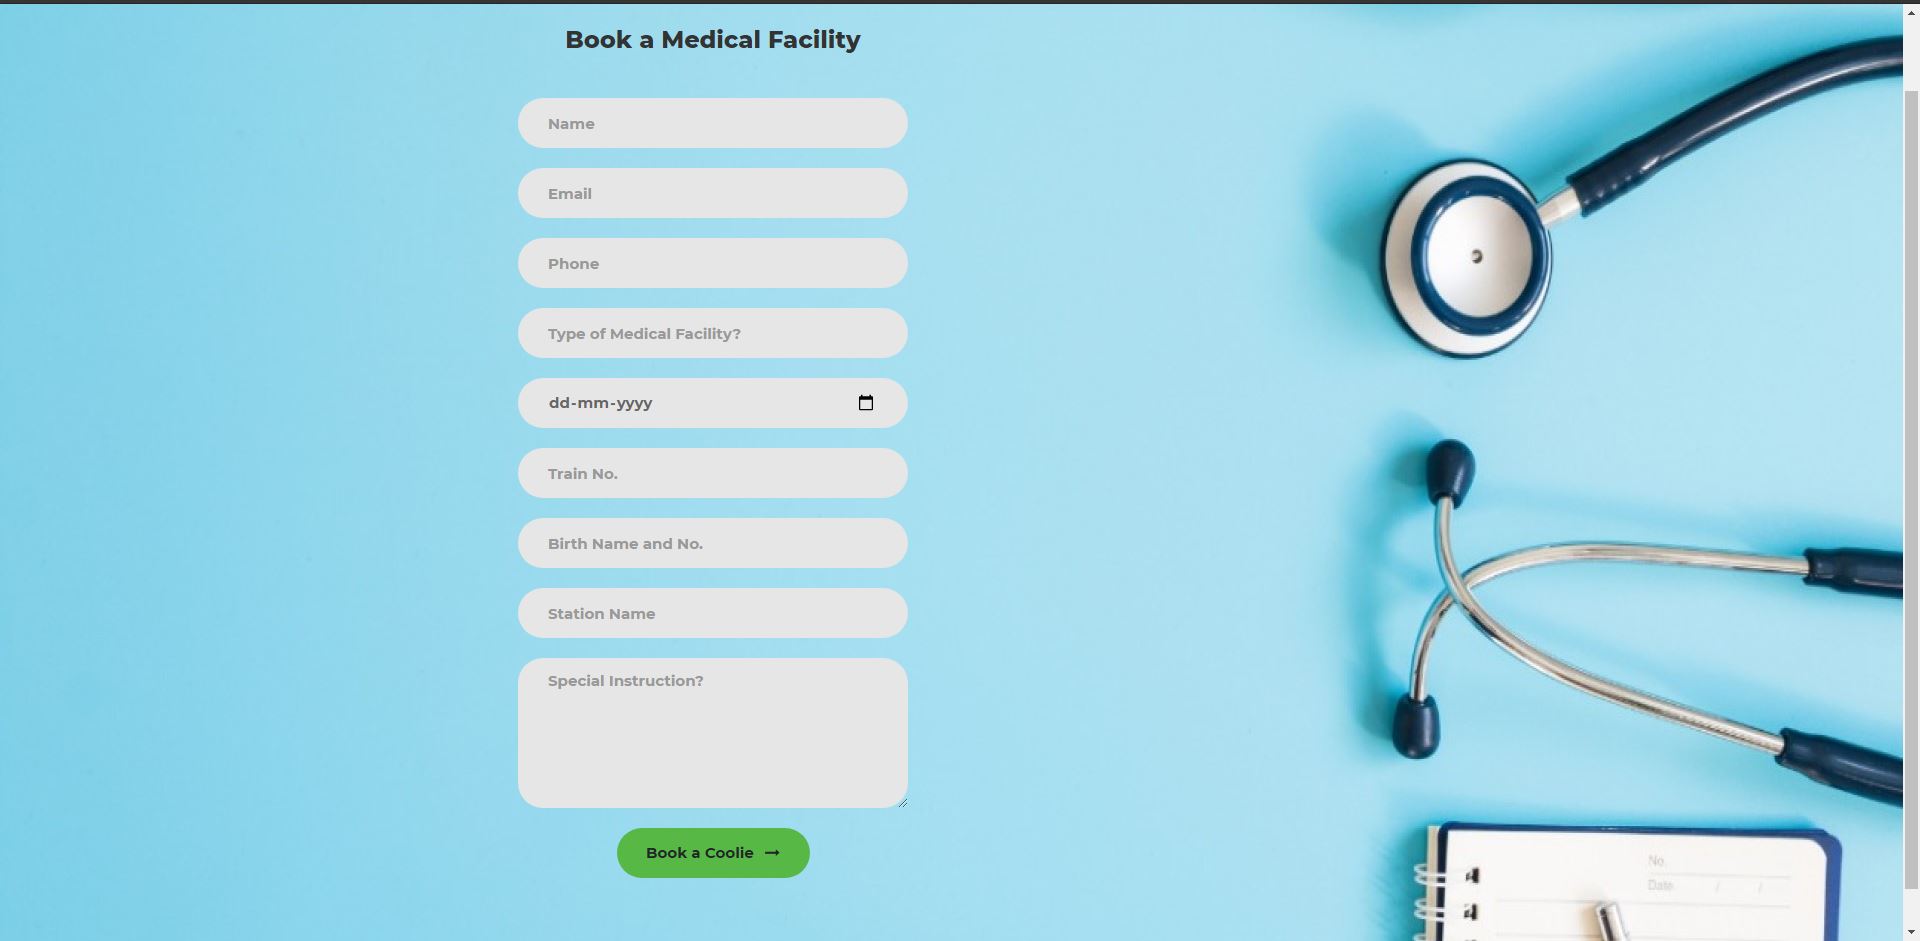 Book a Medical Facility
Name
Email
Phone
Type of Medical Facility?
dd-mm-yyyy
Train No.
Birth Name and No.
Station Name
Special Instruction?
Book a Coolie →
No.
Date / /